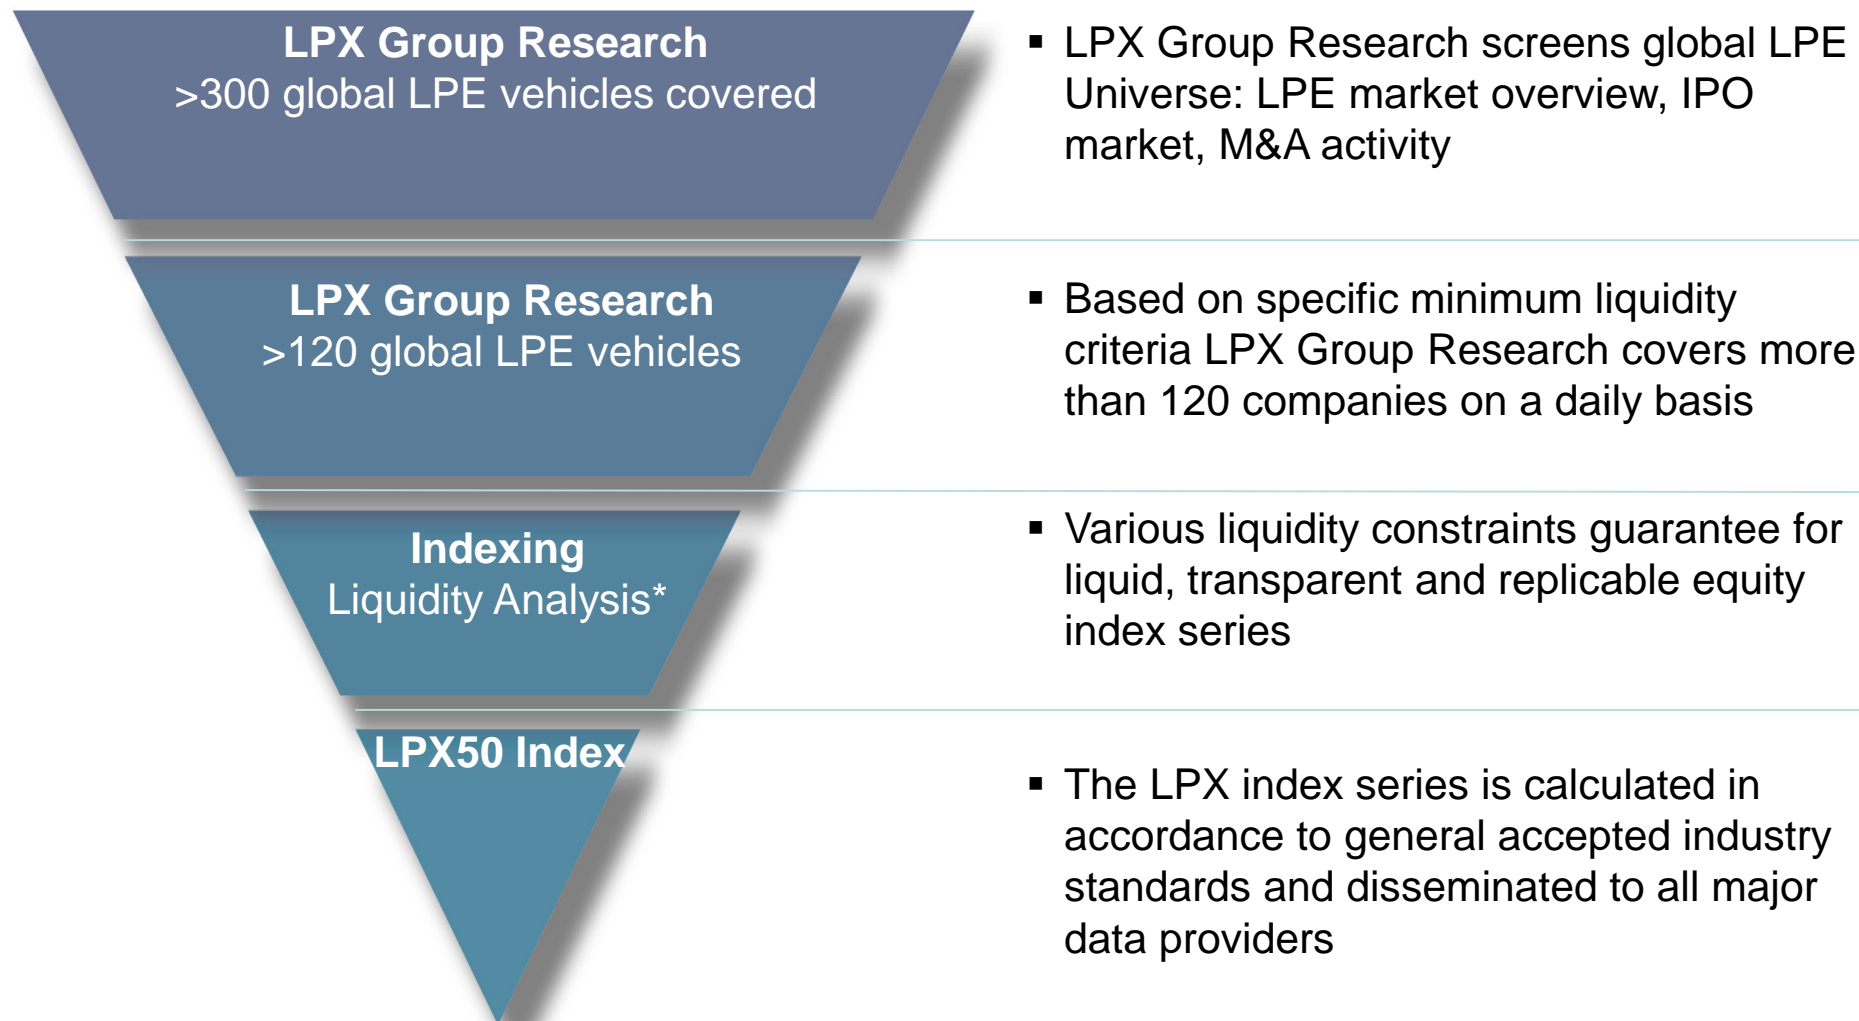 LPX Group Research
>300 global LPE vehicles covered
▪ LPX Group Research screens global LPE
Universe: LPE market overview, IPO
market, M&A activity
LPX Group Research
>120 global LPE vehicles
▪ Based on specific minimum liquidity
criteria LPX Group Research covers more
than 120 companies on a daily basis
Indexing
Liquidity Analysis*
▪ Various liquidity constraints guarantee for
liquid, transparent and replicable equity
index series
LPX50 Index
▪ The LPX index series is calculated in
accordance to general accepted industry
standards and disseminated to all major
data providers